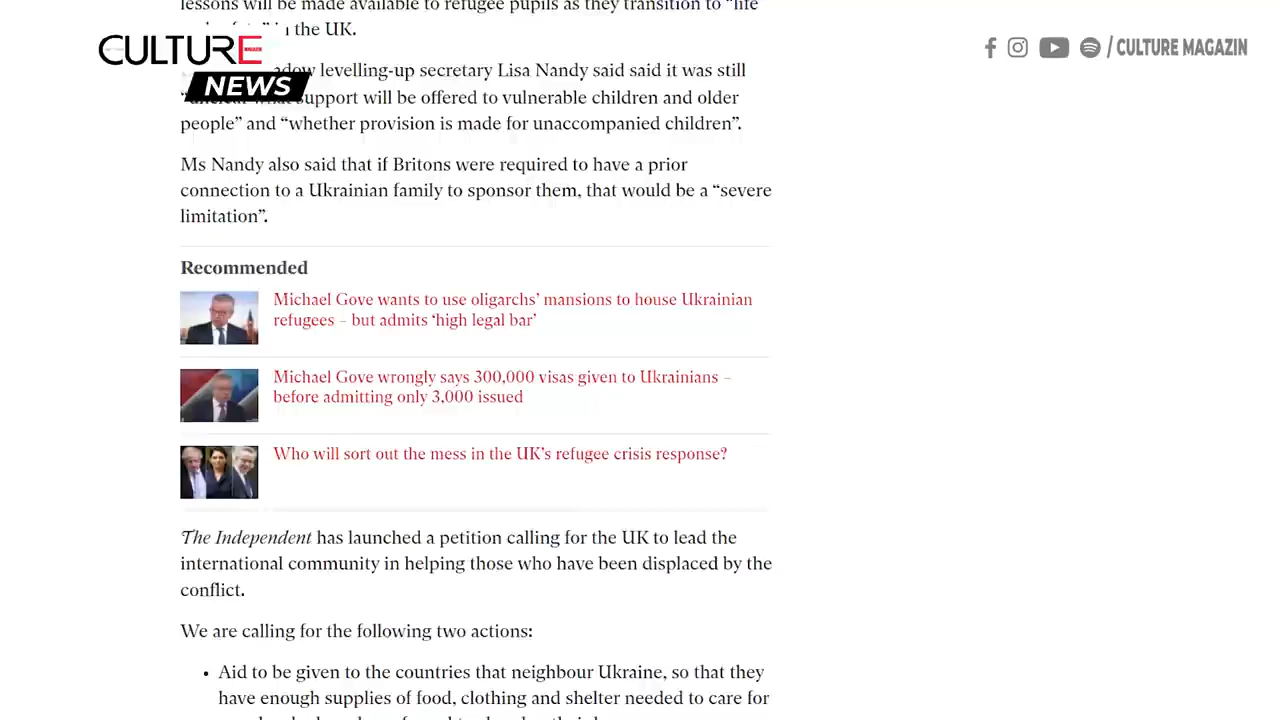 lessons will be made available to refugee pupils as they transition to “life
in the UK.
CULTURE
NEWS
/ CULTURE MAGAZIN
levelling-up secretary Lisa Nandy said said it was still
support will be offered to vulnerable children and older
people” and “whether provision is made for unaccompanied children”.
Ms Nandy also said that if Britons were required to have a prior
connection to a Ukrainian family to sponsor them, that would be a “severe
limitation”.
Recommended
Michael Gove wants to use oligarchs’ mansions to house Ukrainian
refugees – but admits ‘high legal bar’
Michael Gove wrongly says 300,000 visas given to Ukrainians –
before admitting only 3,000 issued
Who will sort out the mess in the UK’s refugee crisis response?
The Independent has launched a petition calling for the UK to lead the
international community in helping those who have been displaced by the
conflict.
We are calling for the following two actions:
• Aid to be given to the countries that neighbour Ukraine, so that they
have enough supplies of food, clothing and shelter needed to care for